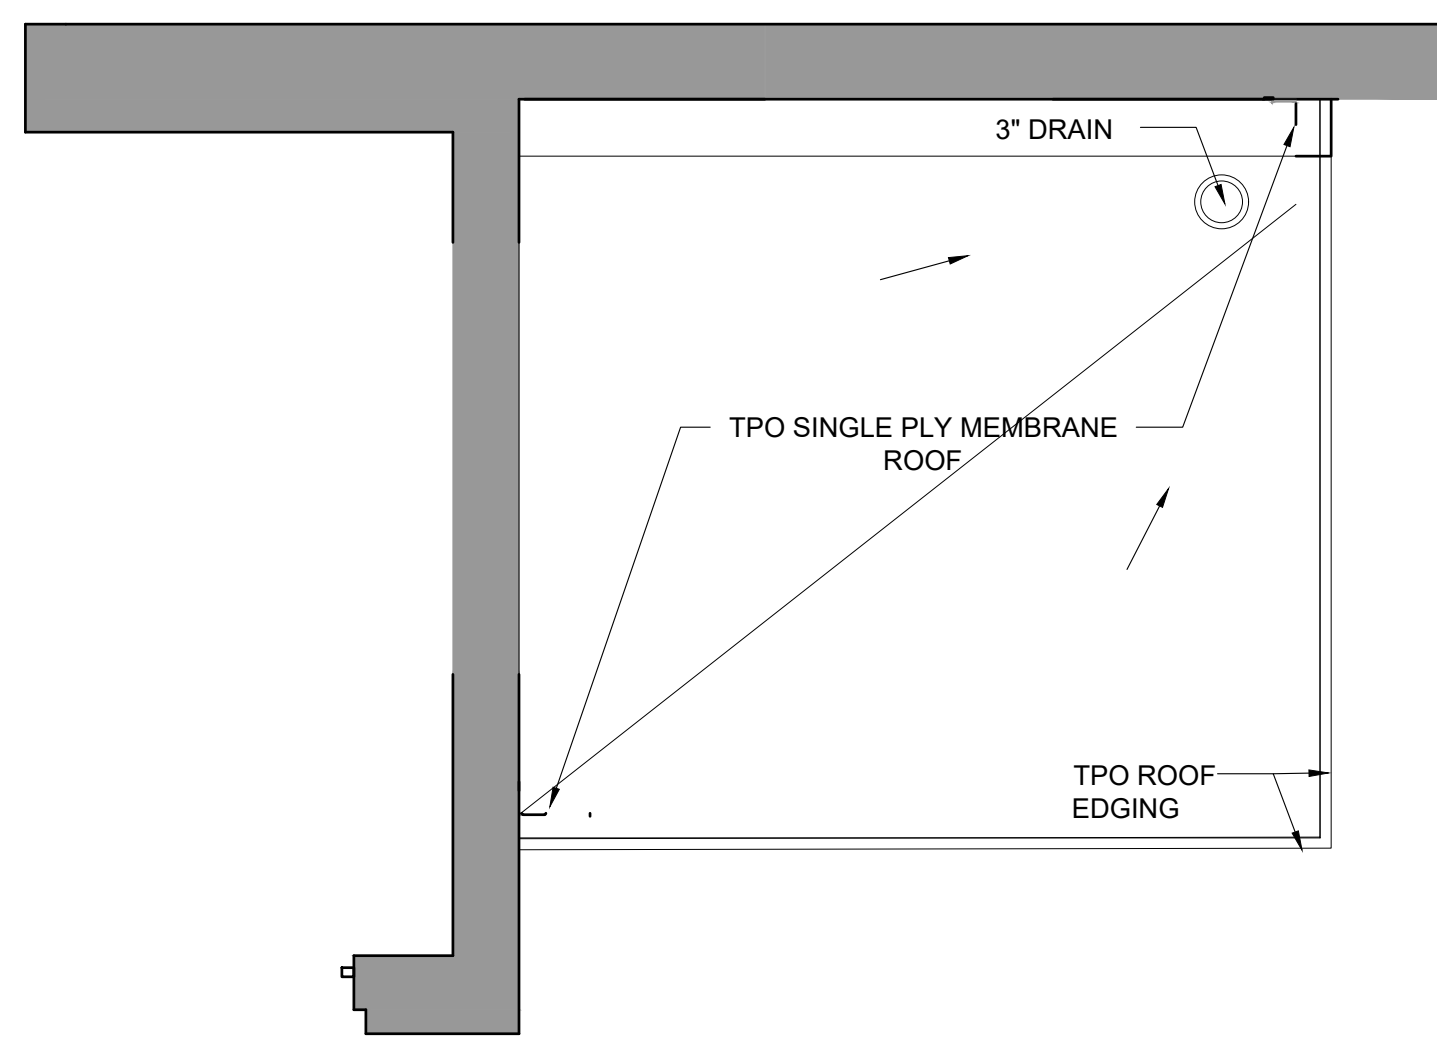 3" DRAIN
TPO SINGLE PLY MEMBRANE
ROOF
TPO ROOF
EDGING